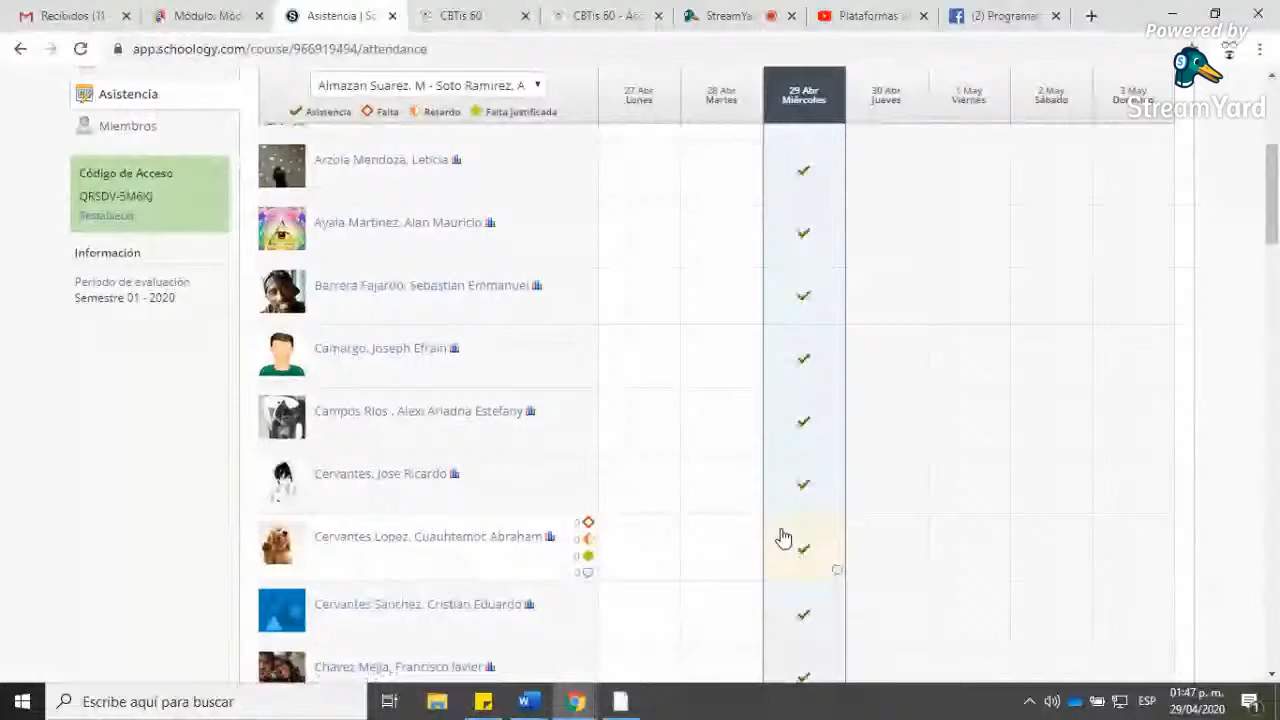 Recibidos (1
Módulo: Móc
Asistencia | Sc
CBTis 60
CBTis 60 - Asc
StreamYa
Plataformas e
(2) Programa
app.schoology.com/course/966919494/attendance
Powered by
StreamYard
Asistencia
Miembros
Código de Acceso
QRSDV-5M6KJ
Restablecer
Información
Periodo de evaluación
Semestre 01 - 2020
Almazan Suarez, M - Soto Ramirez, A
Asistencia Falta Retardo Falta justificada
27 Abr
Lunes
28 Abr
Martes
29 Abr
Miércoles
30 Abr
Jueves
1 May
Viernes
2 May
Sábado
3 May
Arzola Mendoza, Leticia
Ayala Martinez, Alan Mauricio
Barrera Fajardo, Sebastian Emmanuel
Camargo, Joseph Efrain
Campos Rios , Alexi Ariadna Estefany
Cervantes, Jose Ricardo
Cervantes Lopez, Cuauhtemoc Abraham
0
0
0
0
Cervantes Sanchez, Cristian Eduardo
Chavez Mejia, Francisco Javier
Escribe aquí para buscar
ESP
01:47 p. m.
29/04/2020